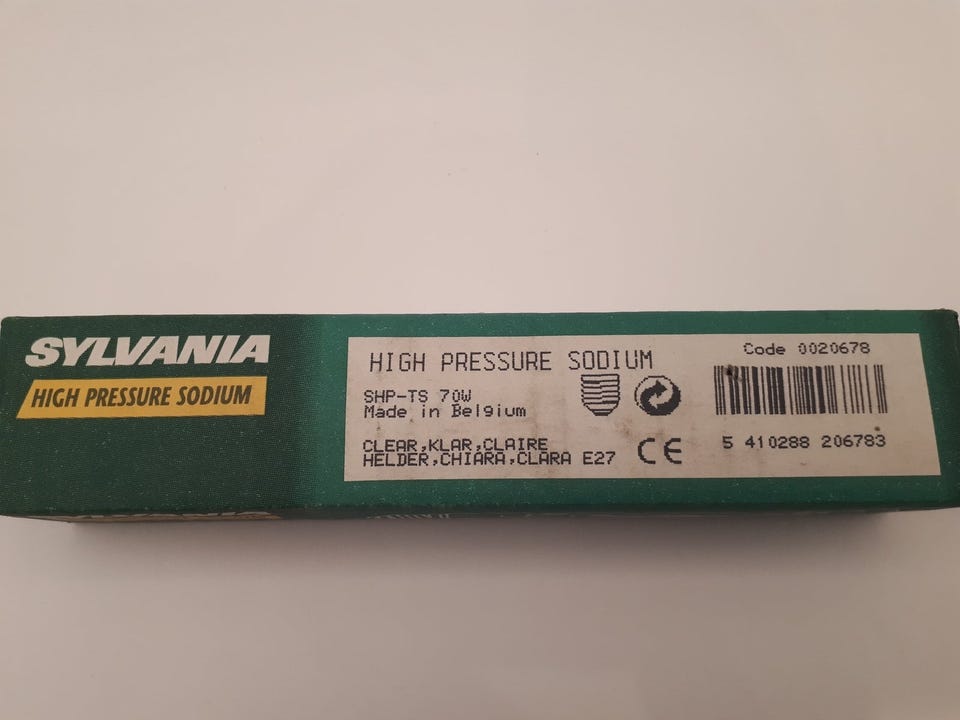 SYLVANIA
HIGH PRESSURE SODIUM
HIGH PRESSURE SODIUM
Code 0020678
SHP-TS 70W
Made in Belgium
CLEAR,KLAR,CLAIRE
HELDER,CHIARA,CLARA E27
CE
5 410288 206783
SYLVANIA